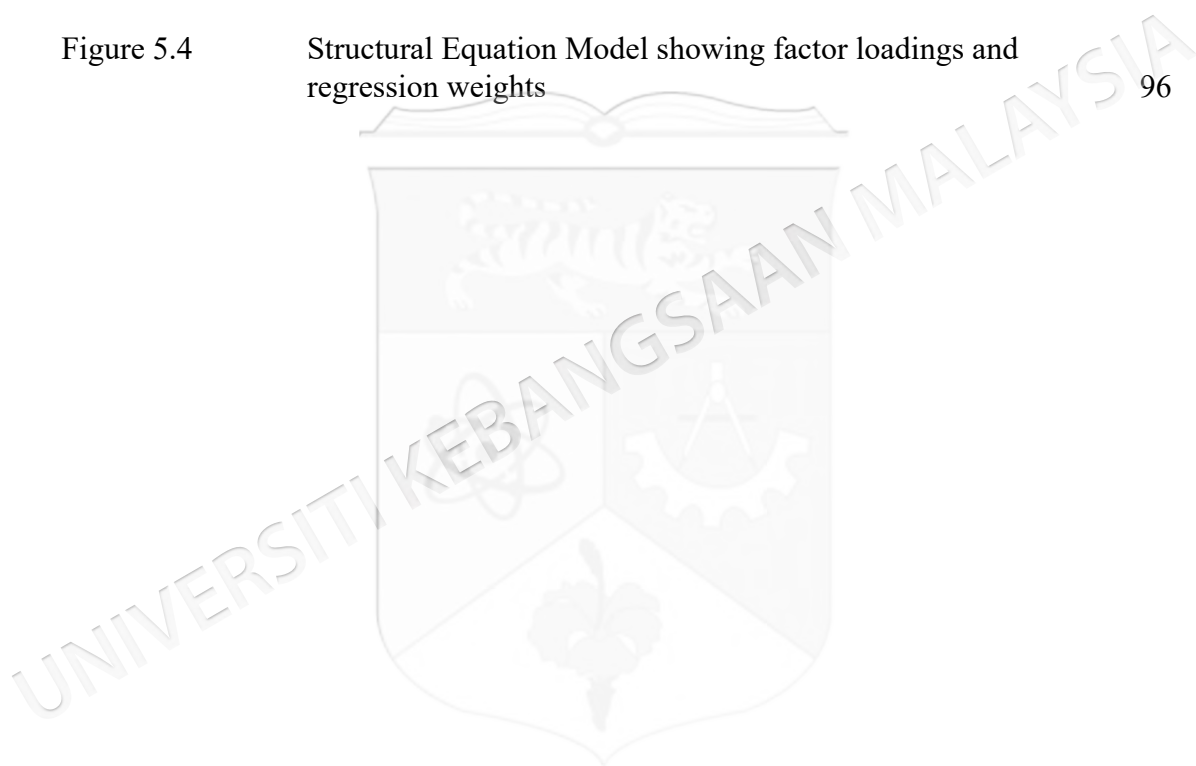 Figure 5.4 Structural Equation Model showing factor loadings and
regression weights 96
UNIVERSITI KEBANGSAAN MALAYSIA